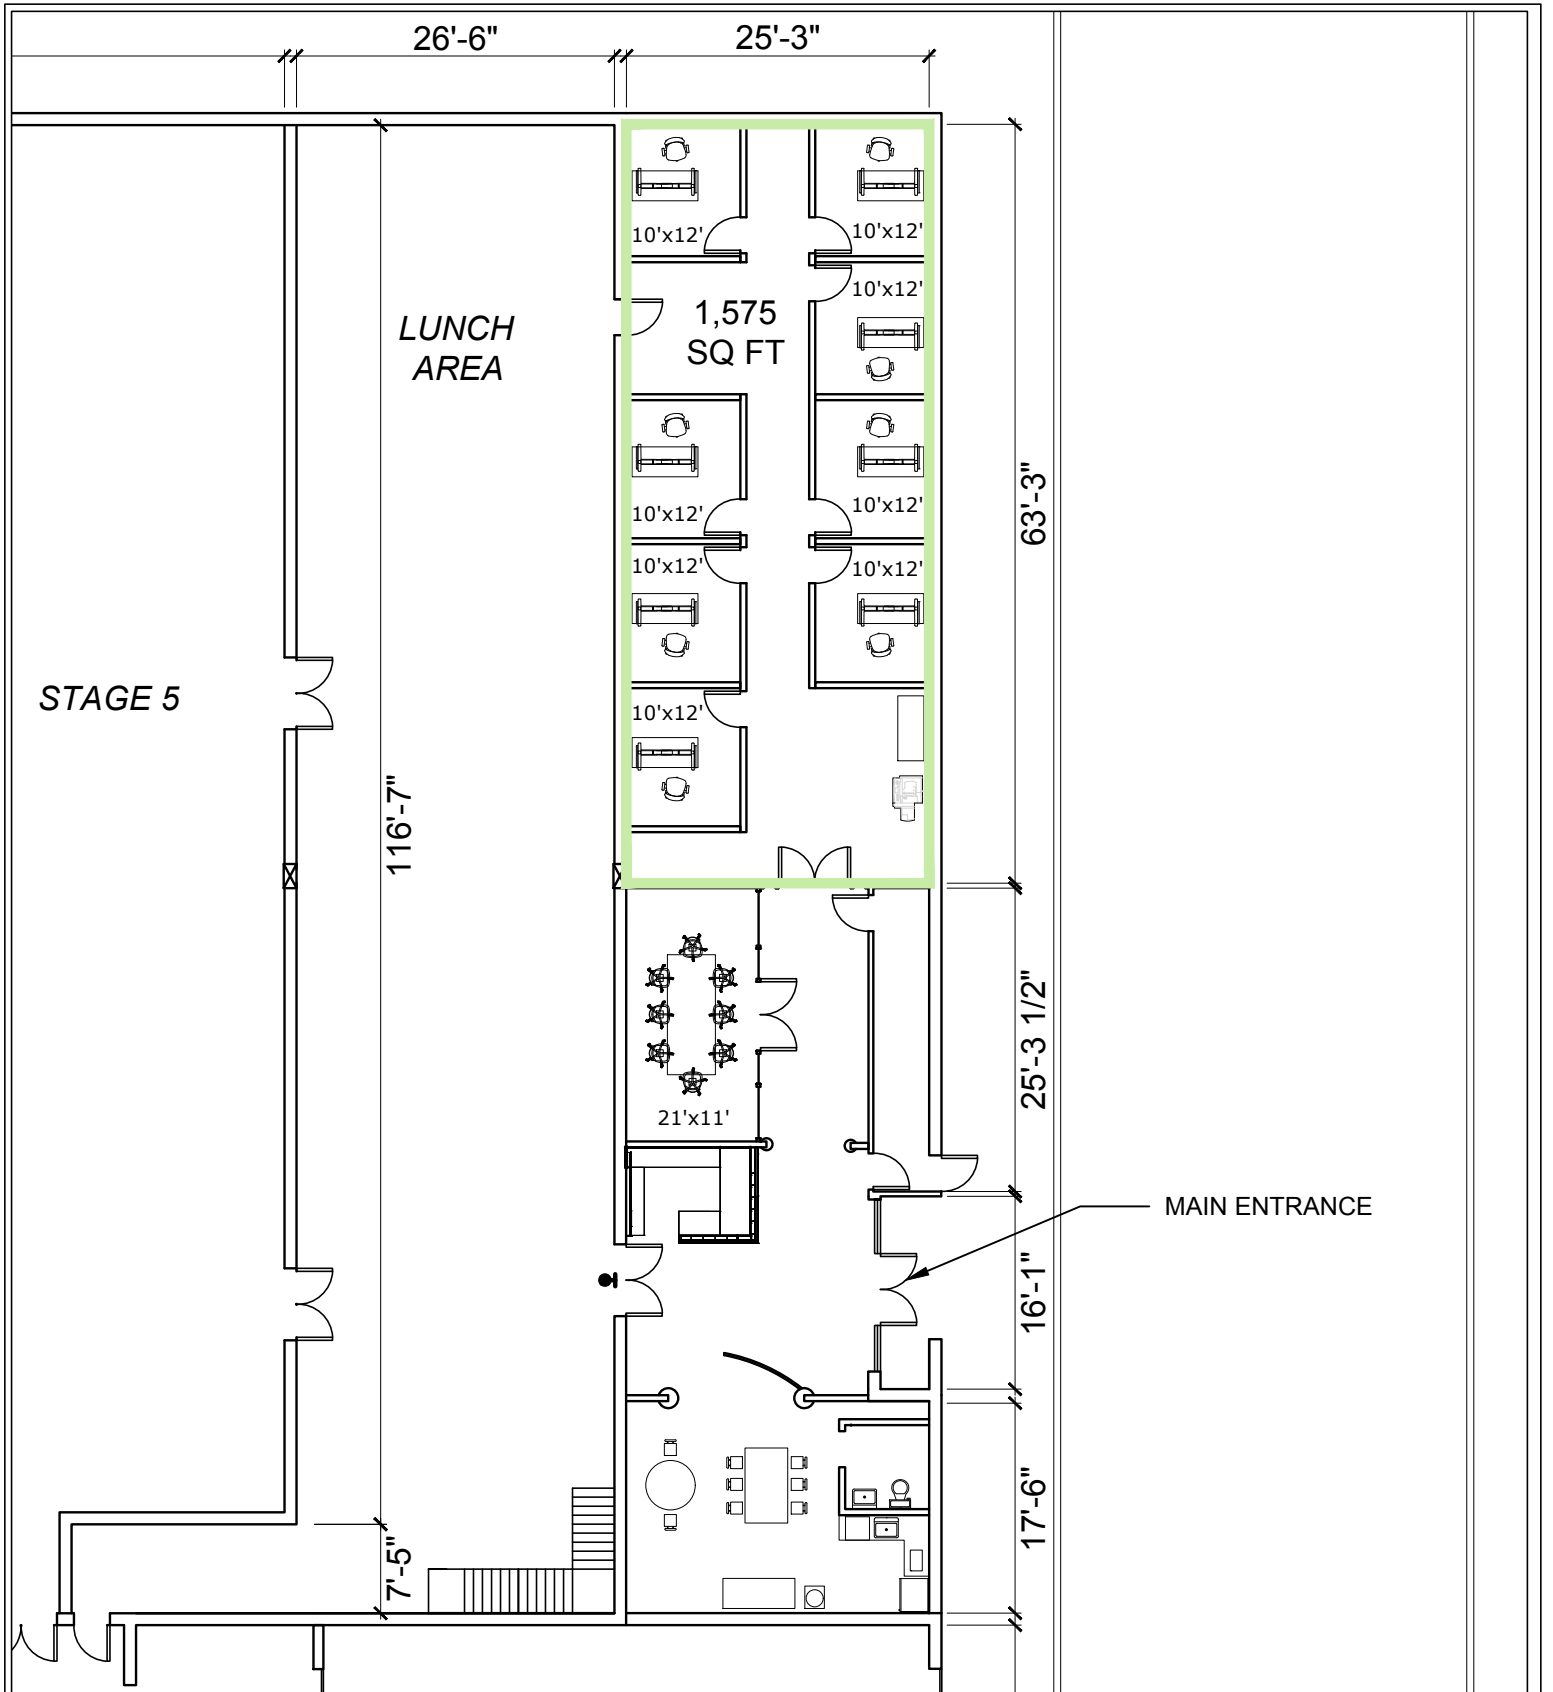 26'-6"
25'-3"
10'x12'
10'x12'
10'x12'
LUNCH
AREA
1,575
SQ FT
63'-3"
10'x12'
10'x12'
10'x12'
10'x12'
STAGE 5
10'x12'
116'-7"
25'-3 1/2"
21'x11'
MAIN ENTRANCE
16'-1"
17'-6"
7'-5"